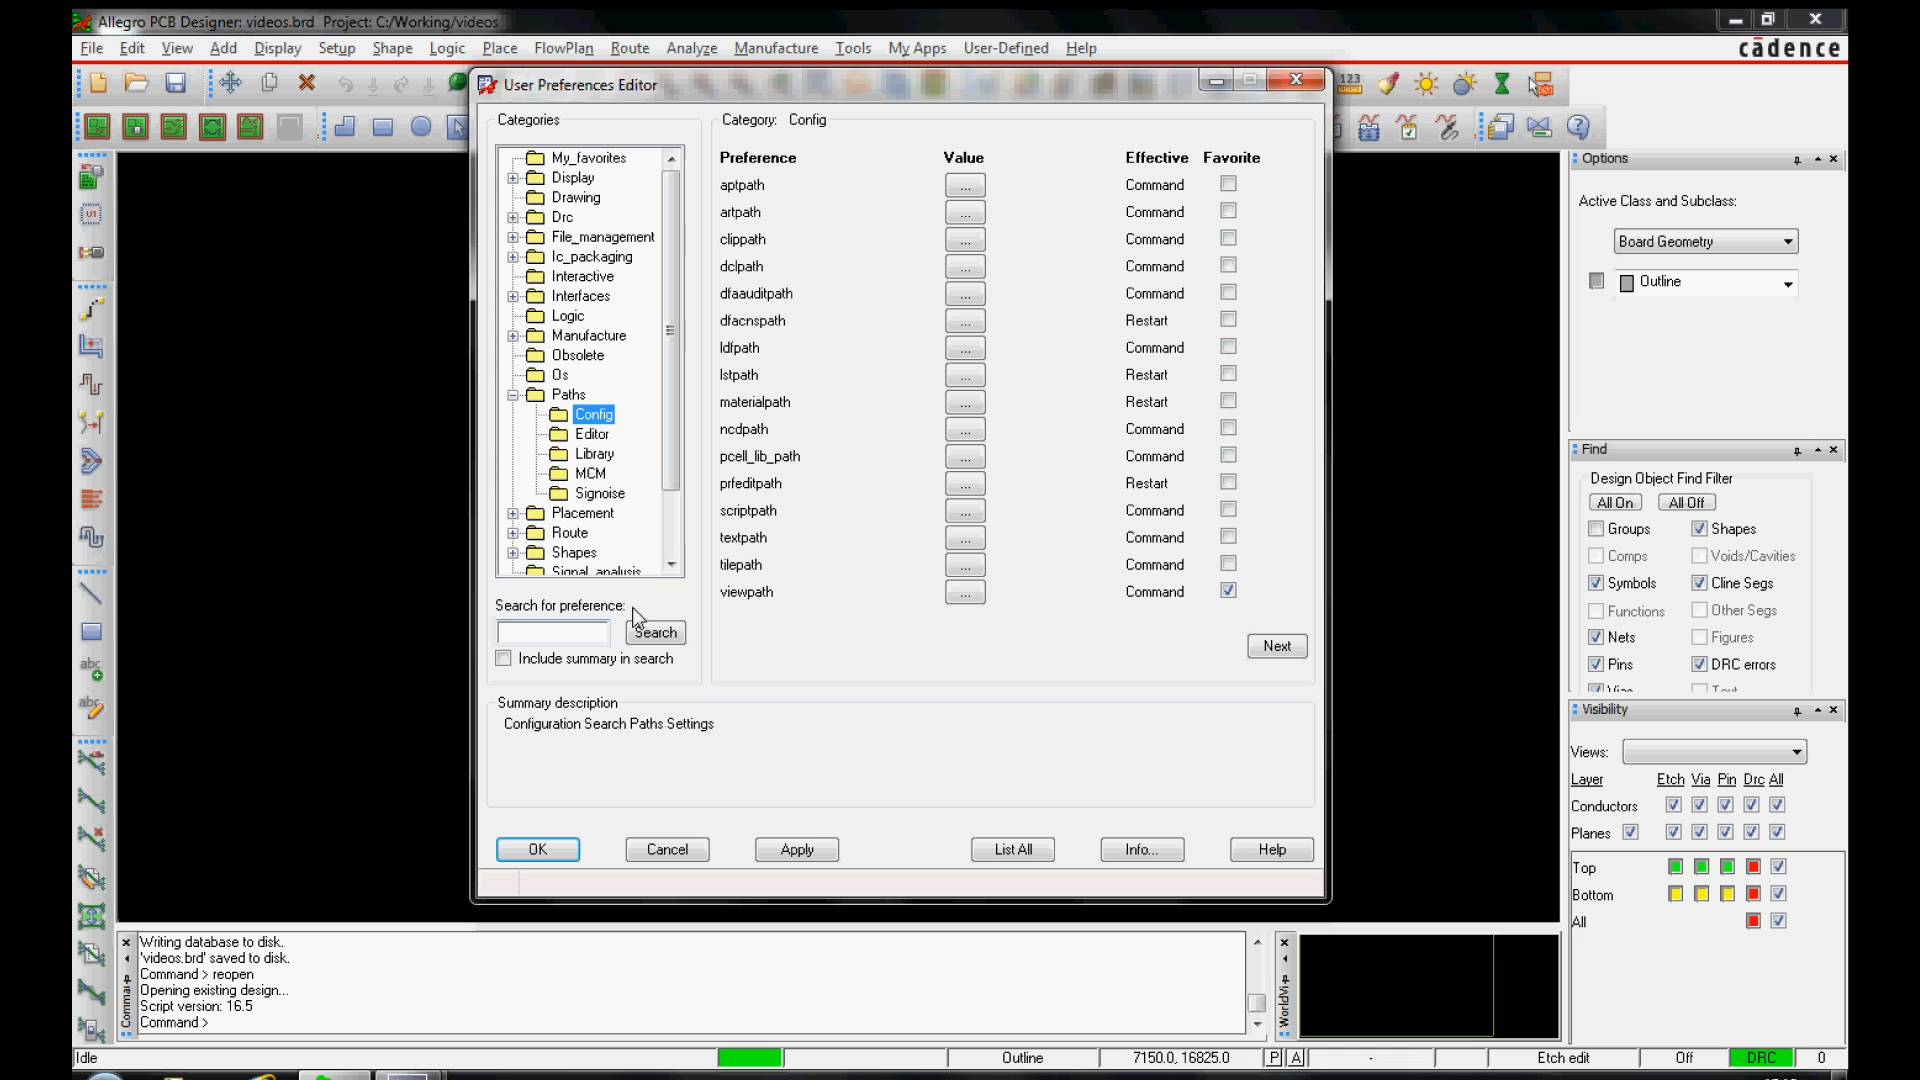 Allegro PCB Designer: videos.brd Project: C:/Working/videos
File Edit View Add Display Setup Shape Logic Place FlowPlan Route Analyze Manufacture Tools My Apps User-Defined Help
cādence
User Preferences Editor
123
Categories
Category: Config
My_favorites
Display
Drawing
Drc
File_management
Ic_packaging
Interactive
Interfaces
Logic
Manufacture
Obsolete
Os
Paths
Config
Editor
Library
MCM
Signoise
Placement
Route
Shapes
Signal_analysis
Preference Value Effective Favorite
aptpath ... Command
artpath ... Command
clippath ... Command
dclpath ... Command
dfaauditpath ... Command
dfacnspath ... Restart
ldfpath ... Command
lstpath ... Restart
materialpath ... Restart
ncdpath ... Command
pcell_lib_path ... Command
prfeditpath ... Restart
scriptpath ... Command
textpath ... Command
tilepath ... Command
viewpath ... Command
Search for preference:
Search
Include summary in search
Next
Summary description
Configuration Search Paths Settings
OK Cancel Apply List All Info... Help
Options
Active Class and Subclass:
Board Geometry
Outline
Find
Design Object Find Filter
All On All Off
Groups Shapes
Comps Voids/Cavities
Symbols Cline Segs
Functions Other Segs
Nets Figures
Pins DRC errors
Vias Text
Visibility
Views:
Layer Etch Via Pin Drc All
Conductors
Planes
Top
Bottom
All
U1
abc
abc
Writing database to disk.
'videos.brd' saved to disk.
Command > reopen
Opening existing design...
Script version: 16.5
Command >
WorldVi
Idle Outline 7150.0, 16825.0 P A - Etch edit Off DRC 0